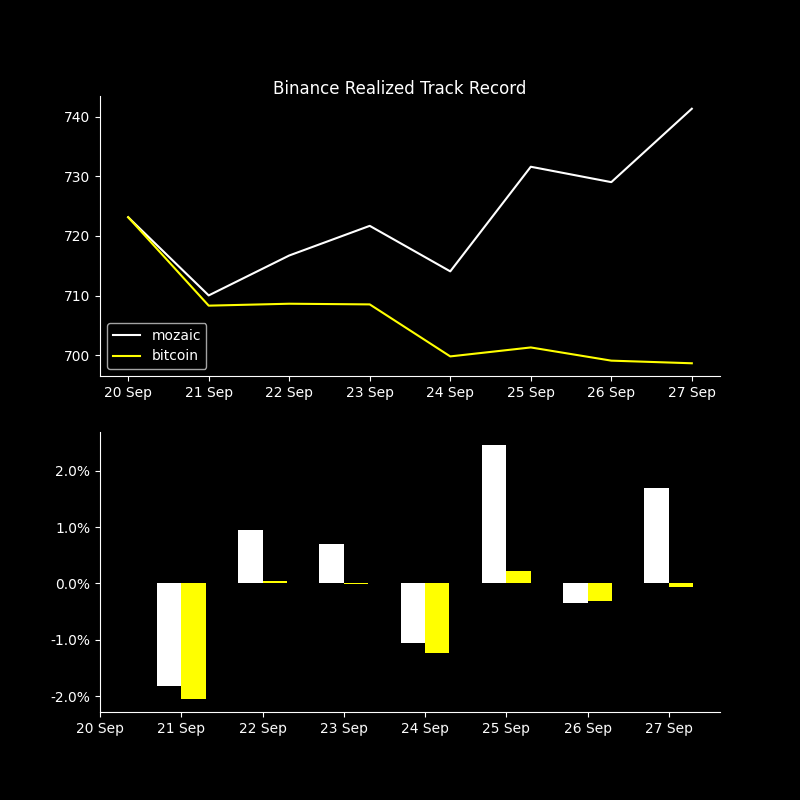 Binance Realized Track Record
740
730
720
710
700
mozaic
bitcoin
20 Sep 21 Sep 22 Sep 23 Sep 24 Sep 25 Sep 26 Sep 27 Sep
2.0%
1.0%
0.0%
-1.0%
-2.0%
20 Sep 21 Sep 22 Sep 23 Sep 24 Sep 25 Sep 26 Sep 27 Sep